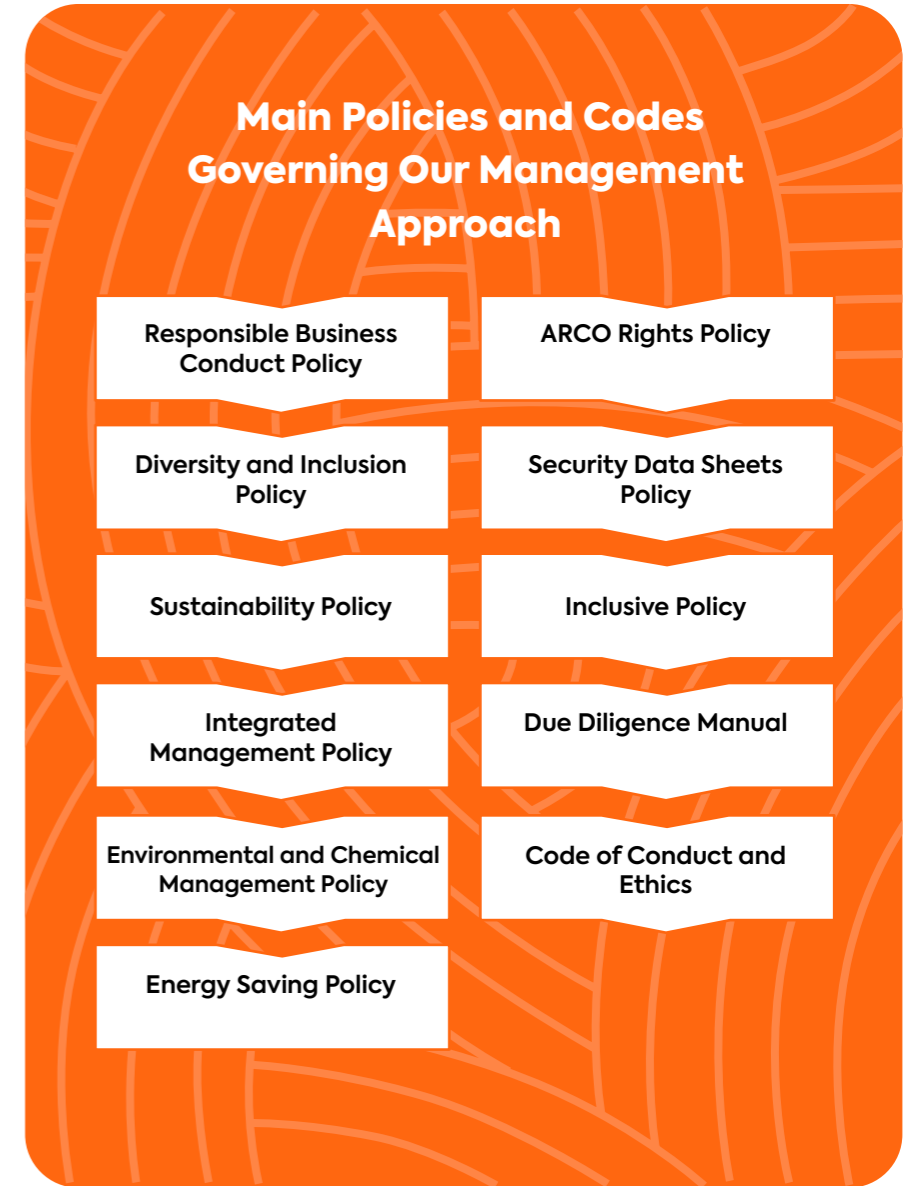 Main Policies and Codes
Governing Our Management
Approach
Responsible Business
Conduct Policy
Diversity and Inclusion
Policy
Sustainability Policy
Integrated
Management Policy
Environmental and Chemical
Management Policy
Energy Saving Policy
ARCO Rights Policy
Security Data Sheets
Policy
Inclusive Policy
Due Diligence Manual
Code of Conduct and
Ethics